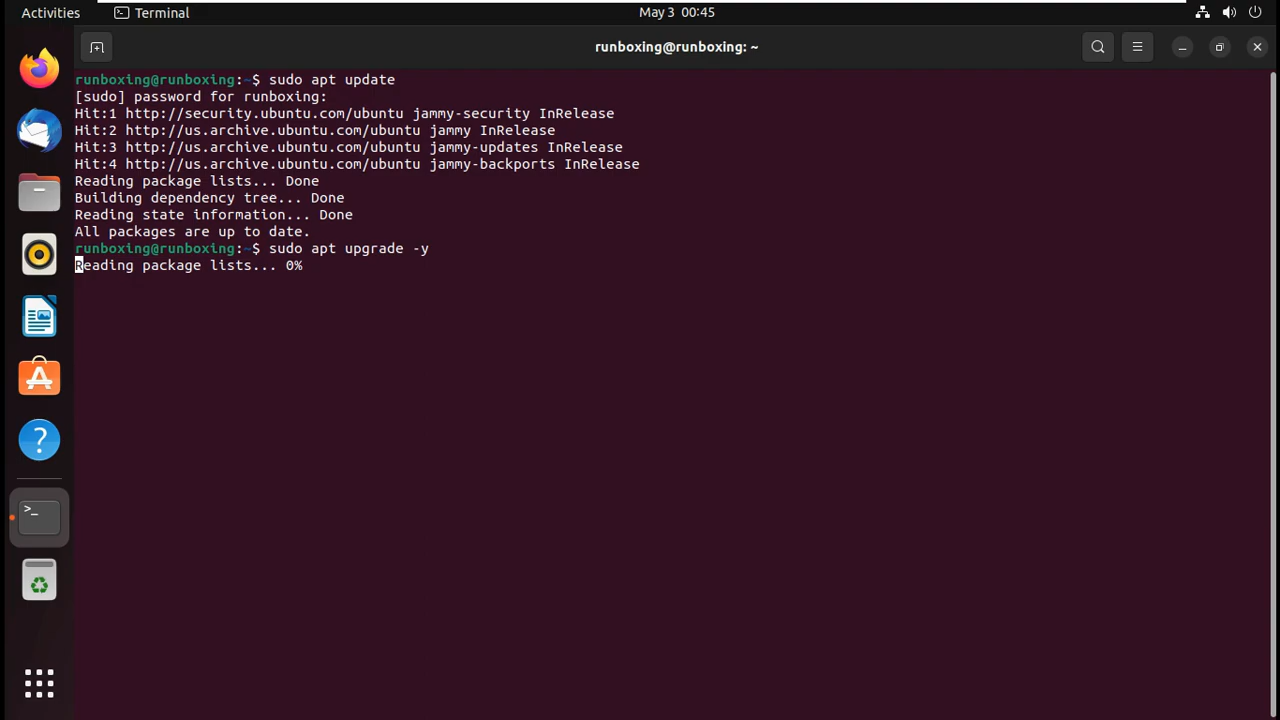 Activities
Terminal
May 3 00:45
runboxing@runboxing: ~
runboxing@runboxing:~$ sudo apt update
[sudo] password for runboxing:
Hit:1 http://security.ubuntu.com/ubuntu jammy-security InRelease
Hit:2 http://us.archive.ubuntu.com/ubuntu jammy InRelease
Hit:3 http://us.archive.ubuntu.com/ubuntu jammy-updates InRelease
Hit:4 http://us.archive.ubuntu.com/ubuntu jammy-backports InRelease
Reading package lists... Done
Building dependency tree... Done
Reading state information... Done
All packages are up to date.
runboxing@runboxing:~$ sudo apt upgrade -y
Reading package lists... 0%